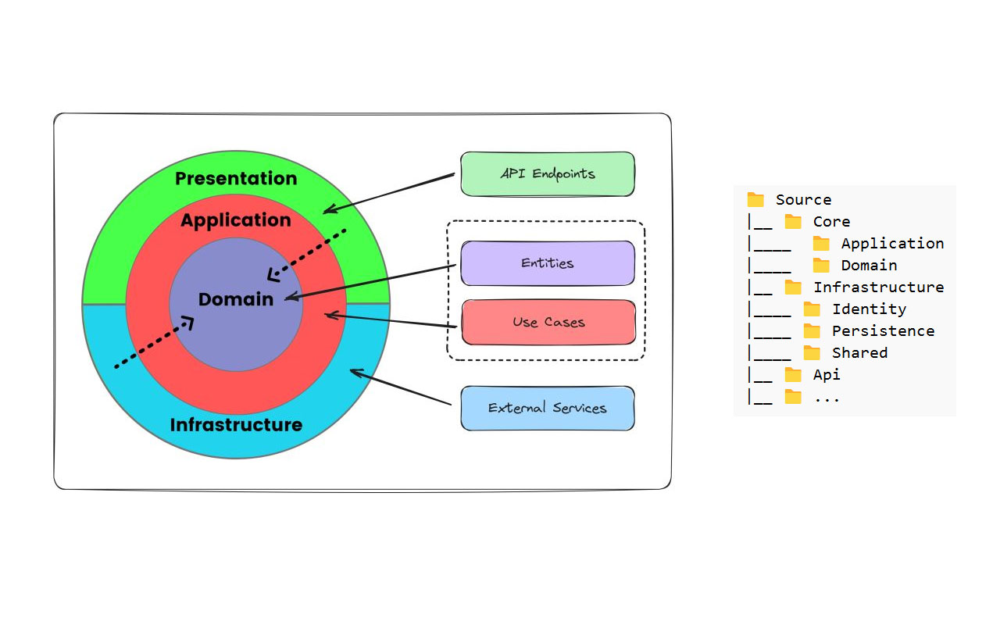 Presentation
Application
Domain
Infrastructure
API Endpoints
Entities
Use Cases
External Services
Source
|__ Core
|____ Application
|____ Domain
|__ Infrastructure
|____ Identity
|____ Persistence
|____ Shared
|__ Api
|__ ...